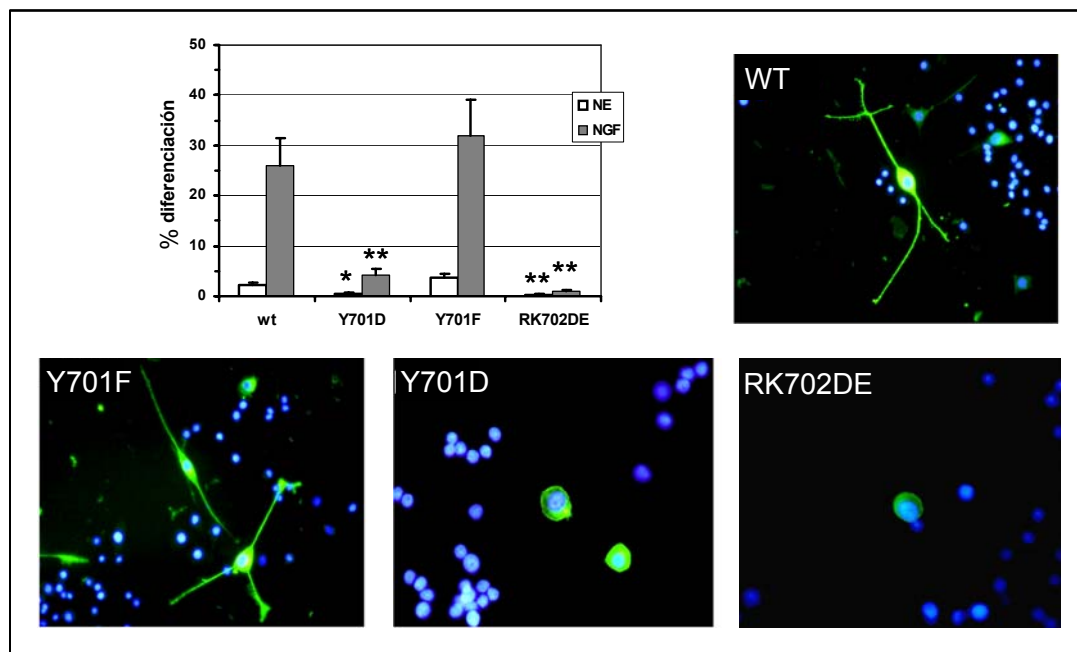 50
40
30
20
10
0
% diferenciación
NE
NGF
* **
** **
wt Y701D Y701F RK702DE
WT
Y701F
Y701D
RK702DE